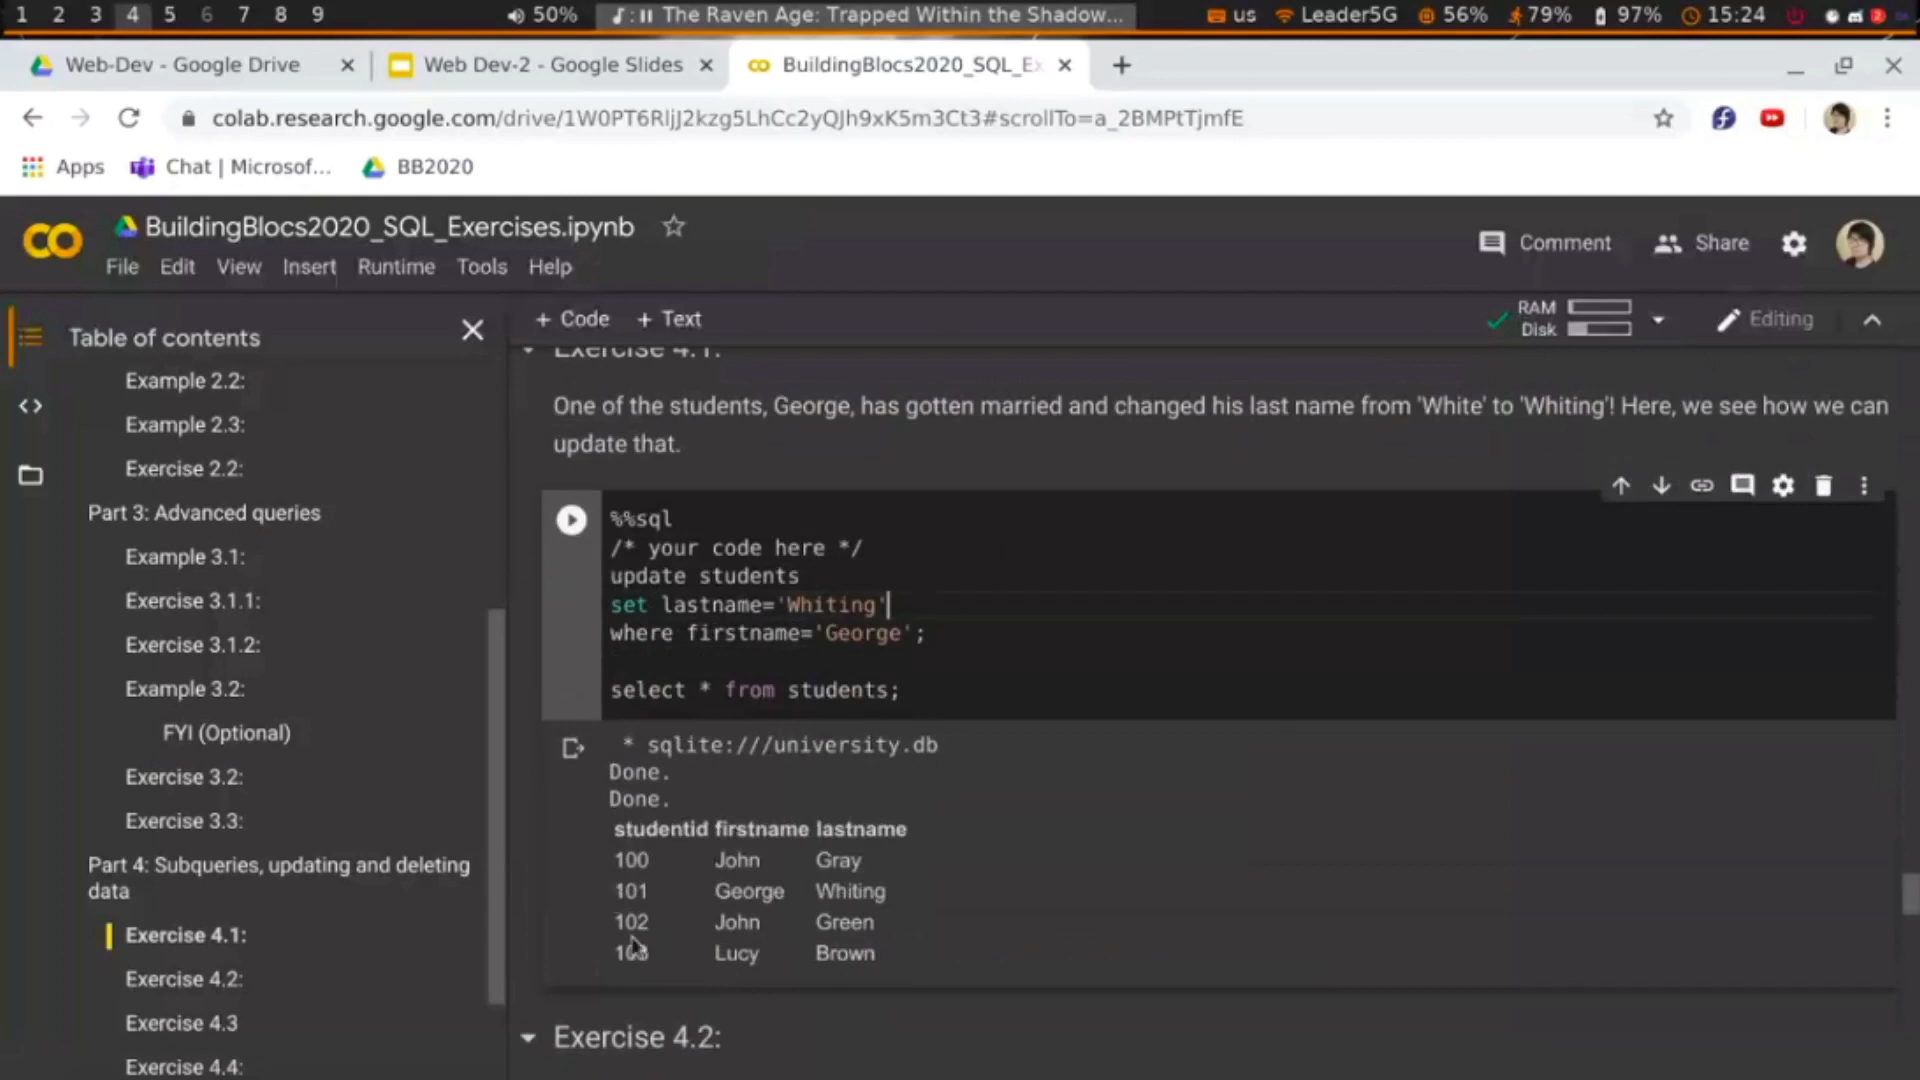 1 2 3 4 5 6 7 8 9 50% The Raven Age: Trapped Within the Shadow... us Leader5G 56% 79% 97% 15:24
Web-Dev - Google Drive Web Dev-2 - Google Slides BuildingBlocs2020_SQL_Ex
colab.research.google.com/drive/1W0PT6RljJ2kzg5LhCc2yQJh9xK5m3Ct3#scrollTo=a_2BMPtTjmfE
Apps Chat | Microsof... BB2020
BuildingBlocs2020_SQL_Exercises.ipynb
Comment Share
File Edit View Insert Runtime Tools Help
+ Code + Text RAM Disk Editing
Table of contents
Example 2.2:
Example 2.3:
Exercise 2.2:
Part 3: Advanced queries
Example 3.1:
Exercise 3.1.1:
Exercise 3.1.2:
Example 3.2:
FYI (Optional)
Exercise 3.2:
Exercise 3.3:
Part 4: Subqueries, updating and deleting
data
Exercise 4.1:
Exercise 4.2:
Exercise 4.3
Exercise 4.4:
Exercise 4.1:
One of the students, George, has gotten married and changed his last name from 'White' to 'Whiting'! Here, we see how we can
update that.
%%sql
/* your code here */
update students
set lastname='Whiting'
where firstname='George';
select * from students;
* sqlite:///university.db
Done.
Done.
studentid firstname lastname
100 John Gray
101 George Whiting
102 John Green
103 Lucy Brown
Exercise 4.2: